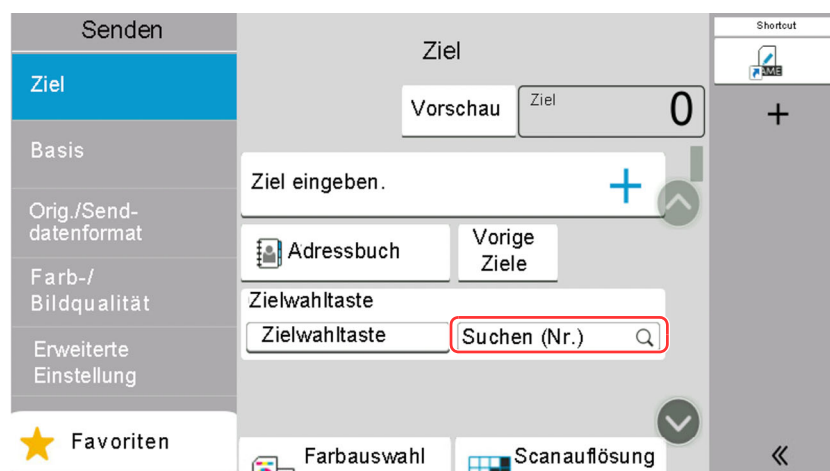 Senden
Ziel
Basis
Orig./Send-
datenformat
Farb-/
Bildqualität
Erweiterte
Einstellung
Favoriten
Ziel
Vorschau
Ziel
0
Ziel eingeben.
Adressbuch
Vorige
Ziele
Zielwahltaste
Zielwahltaste
Suchen (Nr.)
Farbauswahl
Scanauflösung
Shortcut
AME